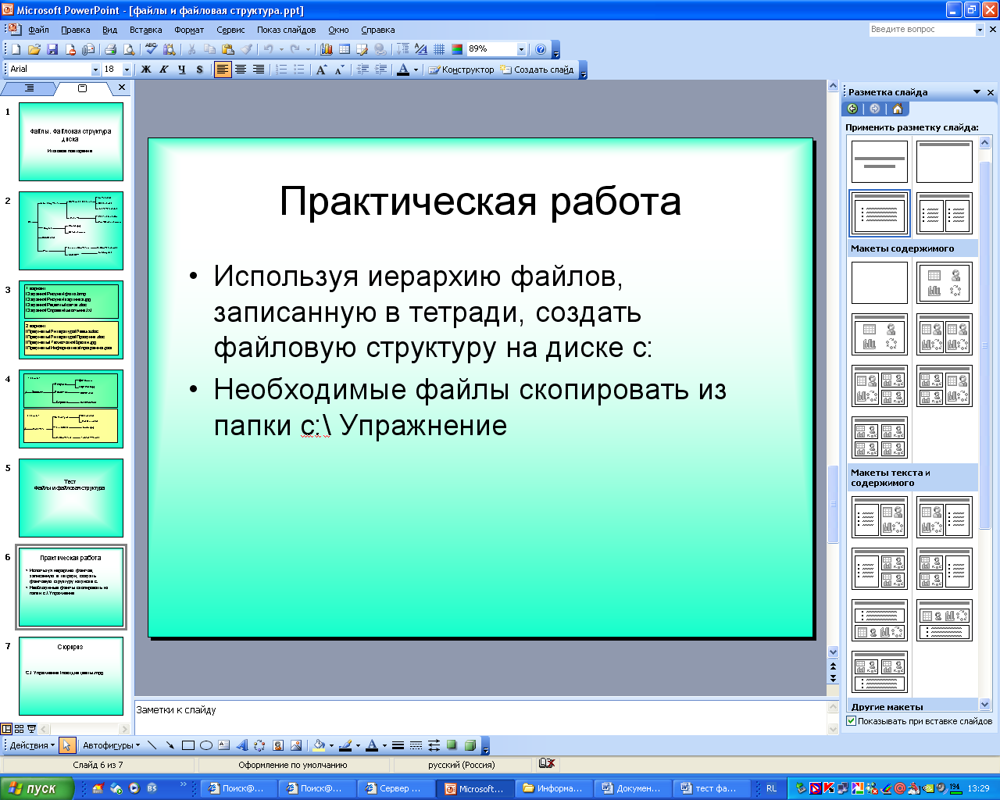 Microsoft PowerPoint - [файлы и файловая структура.ppt]
Файл Правка Вид Вставка Формат Сервис Показ слайдов Окно Справка
Введите вопрос
89%
Arial 18 Ж К Ч S
Конструктор Создать слайд
1
Файлы. Файловая структура
диска
Итоговое повторение
2
3
1 вариант
2 вариант
4
5
Тест
Файлы и файловая структура
6
Практическая работа
Используя иерархию файлов,
записанную в тетради, создать
файловую структуру на диске с:
Необходимые файлы скопировать из
папки с:\ Упражнение
7
Сюрприз
Практическая работа
• Используя иерархию файлов,
записанную в тетради, создать
файловую структуру на диске с:
• Необходимые файлы скопировать из
папки с:\ Упражнение
Разметка слайда
Применить разметку слайда:
Макеты содержимого
Макеты текста и
содержимого
Другие макеты
Показывать при вставке слайдов
Заметки к слайду
Действия Автофигуры
Слайд 6 из 7 Оформление по умолчанию русский (Россия)
пуск
Поиск@... Поиск@... Сервер ... Microsoft... Информа... Докумен... тест фа... RL 194 13:29